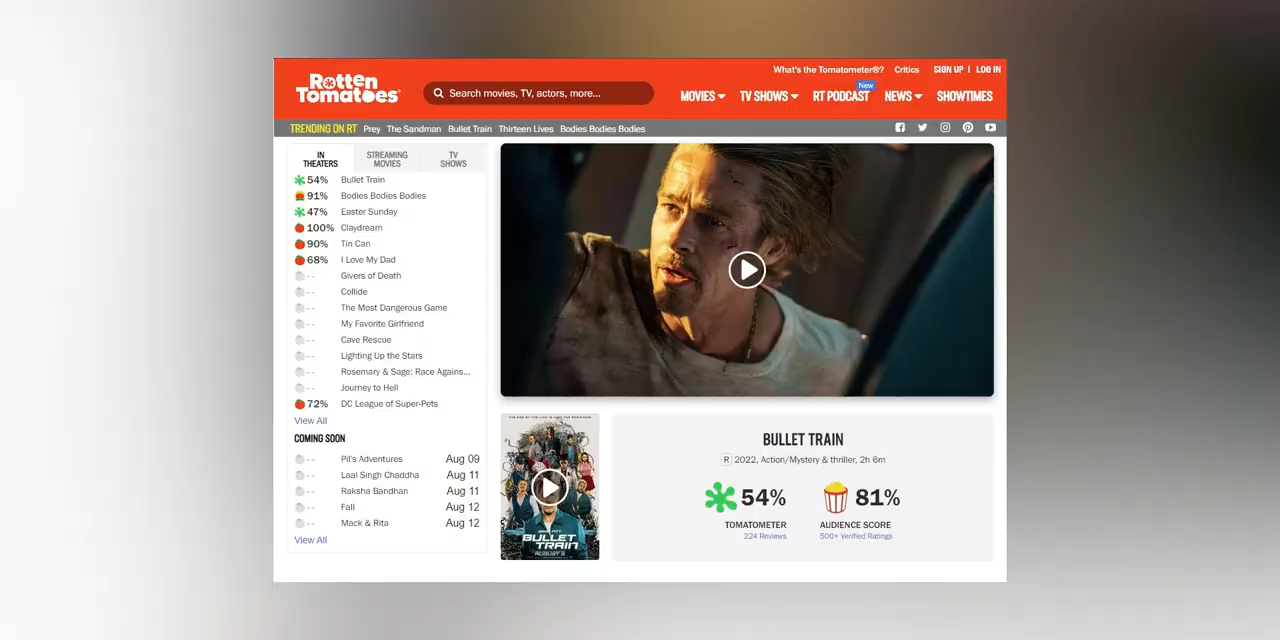 What's the Tomatometer®? Critics SIGN UP | LOG IN
Rotten
Tomatoes
Search movies, TV, actors, more...
MOVIES TV SHOWS RT PODCAST New NEWS SHOWTIMES
TRENDING ON RT Prey The Sandman Bullet Train Thirteen Lives Bodies Bodies Bodies
IN THEATERS
STREAMING MOVIES
TV SHOWS
54% Bullet Train
91% Bodies Bodies Bodies
47% Easter Sunday
100% Claydream
90% Tin Can
68% I Love My Dad
-- Givers of Death
-- Collide
-- The Most Dangerous Game
-- My Favorite Girlfriend
-- Cave Rescue
-- Lighting Up the Stars
-- Rosemary & Sage: Race Agains...
-- Journey to Hell
72% DC League of Super-Pets
View All
COMING SOON
-- Pil's Adventures Aug 09
-- Laal Singh Chaddha Aug 11
-- Raksha Bandhan Aug 11
-- Fall Aug 12
-- Mack & Rita Aug 12
View All
BULLET
TRAIN
BULLET TRAIN
R 2022, Action/Mystery & thriller, 2h 6m
54% 81%
TOMATOMETER AUDIENCE SCORE
224 Reviews 500+ Verified Ratings